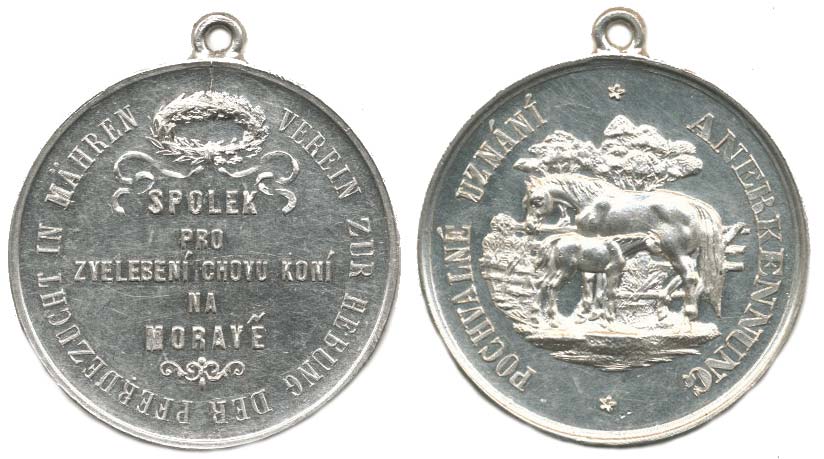 VEREIN ZUR HEBUNG DER PFERDEZUCHT IN MÄHREN
SPOLEK
PRO
ZVELEBENÍ CHOVU KONÍ
NA
MORAVĚ
POCHVALNÉ UZNÁNÍ
ANERKENNUNG.